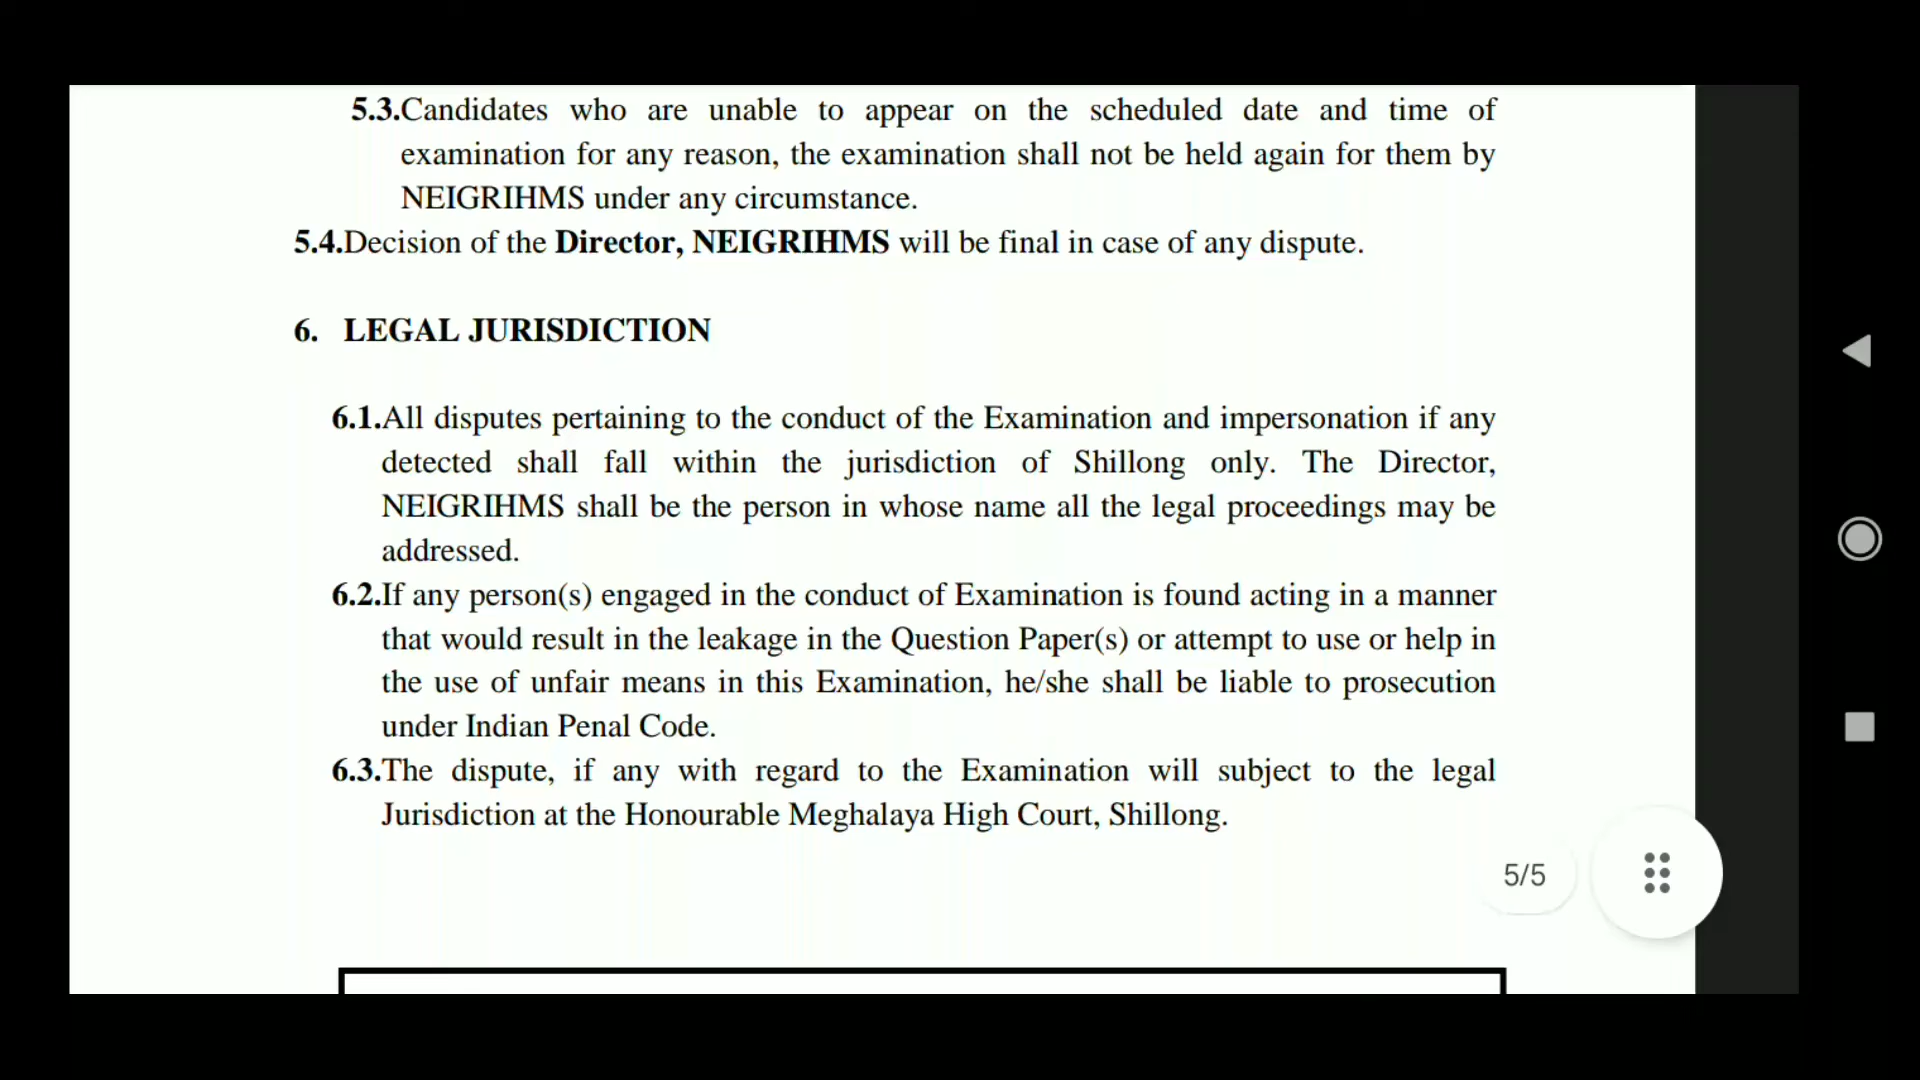 5.3.Candidates who are unable to appear on the scheduled date and time of
examination for any reason, the examination shall not be held again for them by
NEIGRIHMS under any circumstance.
5.4.Decision of the Director, NEIGRIHMS will be final in case of any dispute.
6. LEGAL JURISDICTION
6.1.All disputes pertaining to the conduct of the Examination and impersonation if any
detected shall fall within the jurisdiction of Shillong only. The Director,
NEIGRIHMS shall be the person in whose name all the legal proceedings may be
addressed.
6.2.If any person(s) engaged in the conduct of Examination is found acting in a manner
that would result in the leakage in the Question Paper(s) or attempt to use or help in
the use of unfair means in this Examination, he/she shall be liable to prosecution
under Indian Penal Code.
6.3.The dispute, if any with regard to the Examination will subject to the legal
Jurisdiction at the Honourable Meghalaya High Court, Shillong.
5/5